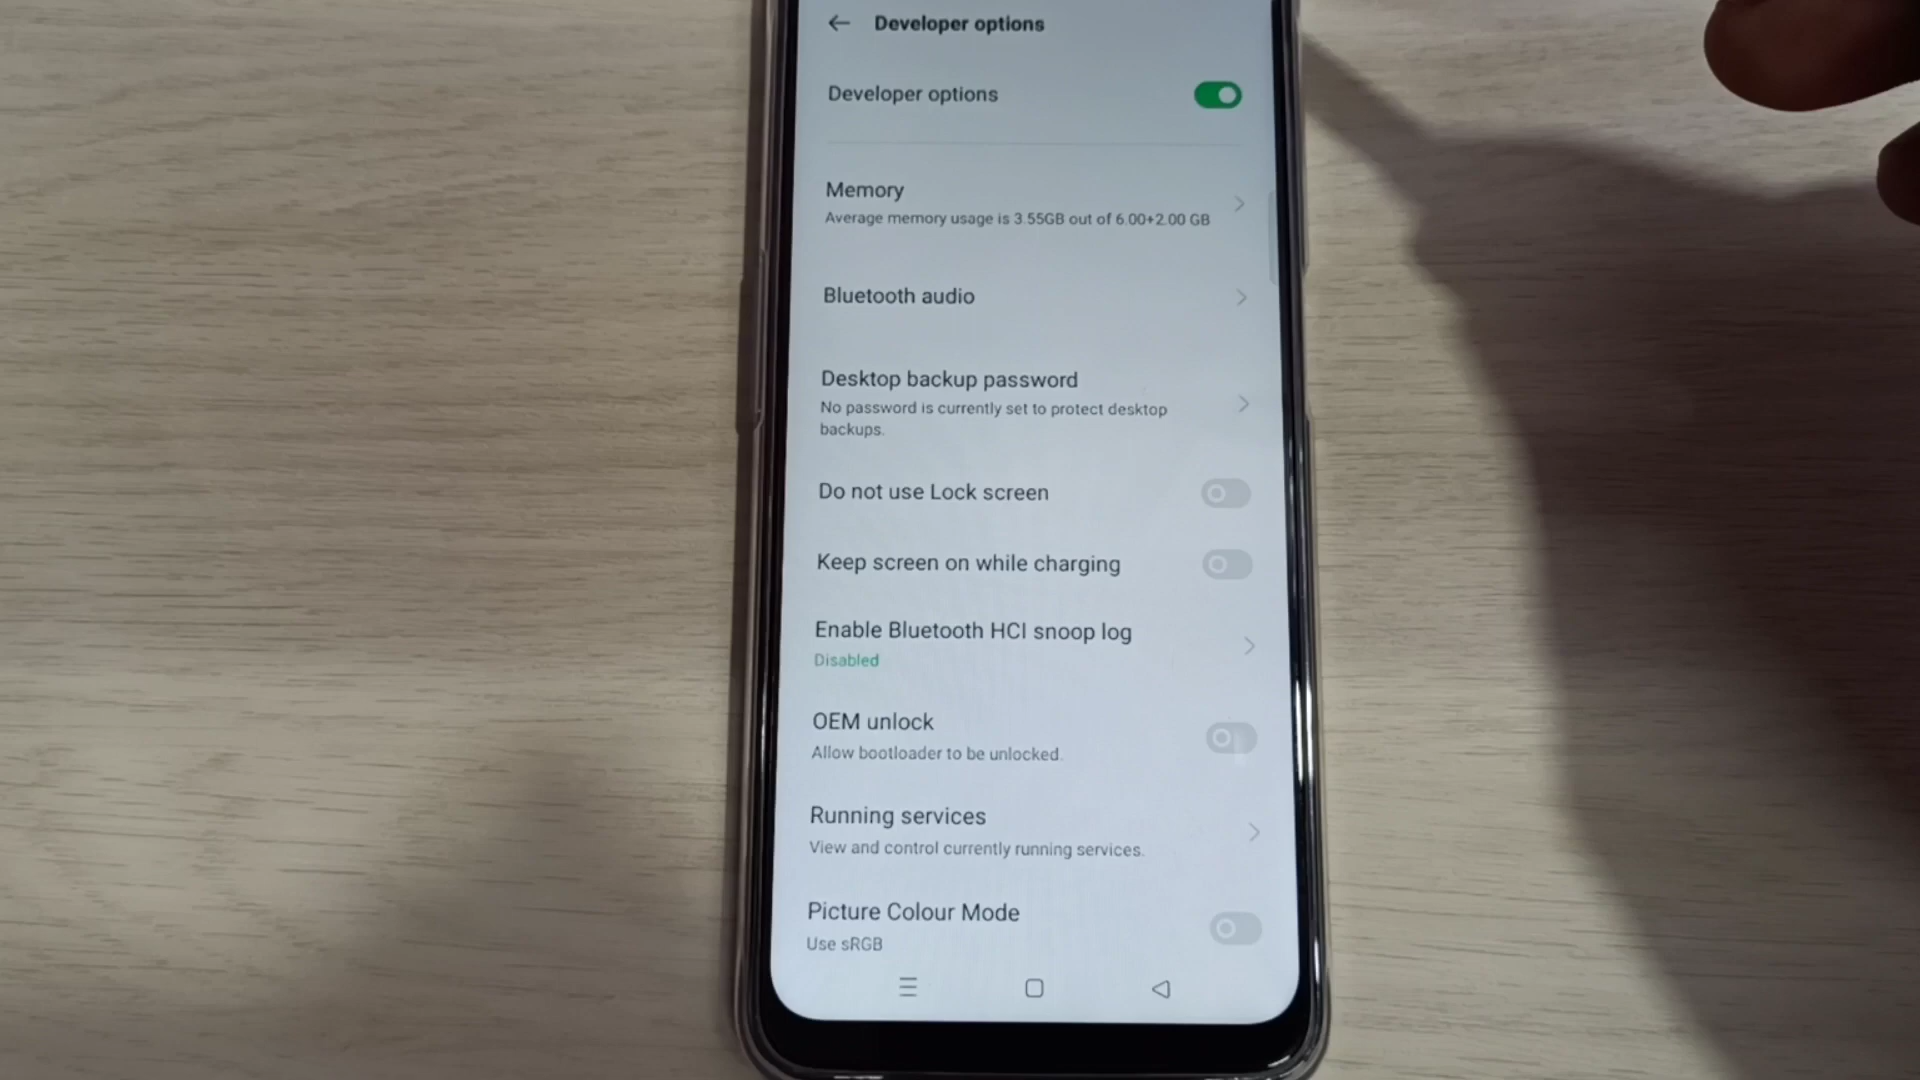 Developer options
Developer options
Memory
Average memory usage is 3.55GB out of 6.00+2.00 GB
Bluetooth audio
Desktop backup password
No password is currently set to protect desktop
backups.
Do not use Lock screen
Keep screen on while charging
Enable Bluetooth HCI snoop log
Disabled
OEM unlock
Allow bootloader to be unlocked.
Running services
View and control currently running services.
Picture Colour Mode
Use sRGB